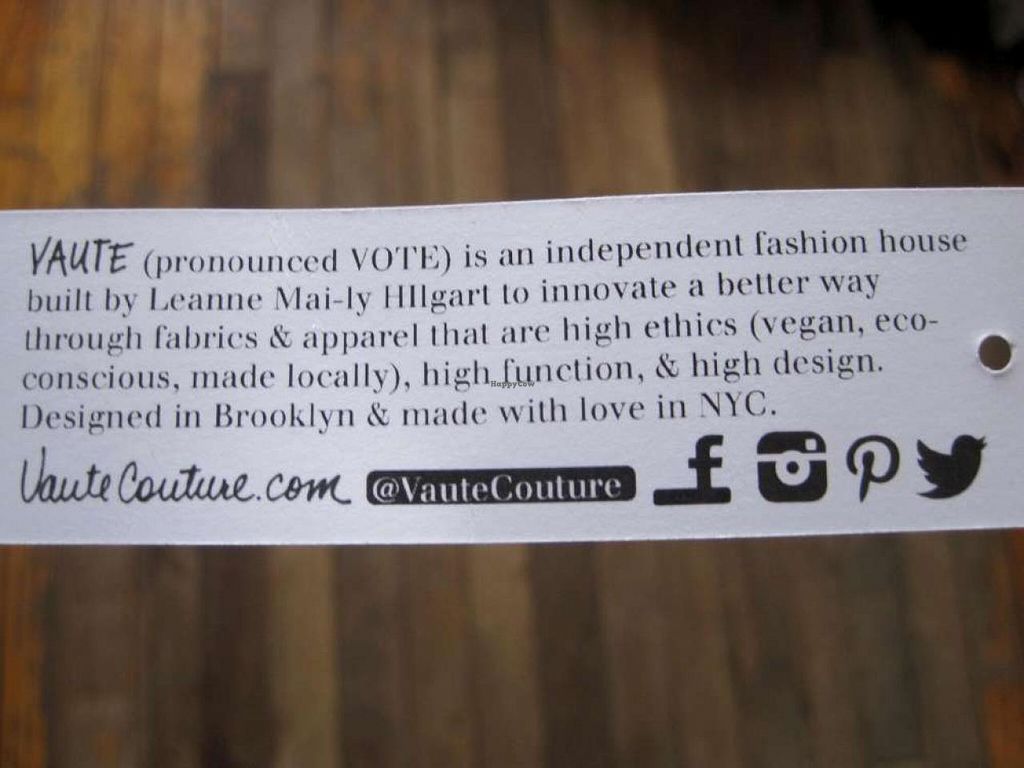 VAUTE (pronounced VOTE) is an independent fashion house
built by Leanne Mai-ly HIlgart to innovate a better way
through fabrics & apparel that are high ethics (vegan, eco-
conscious, made locally), high function, & high design.
HappyCow
Designed in Brooklyn & made with love in NYC.
VauteCouture.com @VauteCouture